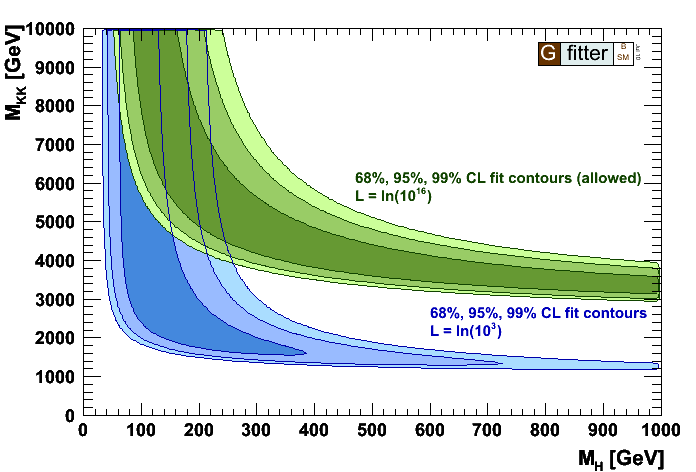 M_KK [GeV]
10000
9000
8000
7000
6000
5000
4000
3000
2000
1000
0
G fitter B SM
68%, 95%, 99% CL fit contours (allowed)
L = ln(10^16)
68%, 95%, 99% CL fit contours
L = ln(10^3)
0 100 200 300 400 500 600 700 800 900 1000
M_H [GeV]